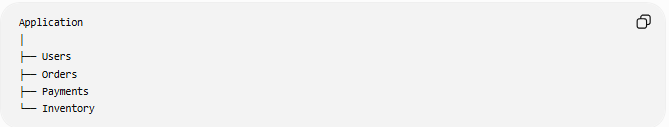 Application
│
├── Users
├── Orders
├── Payments
└── Inventory